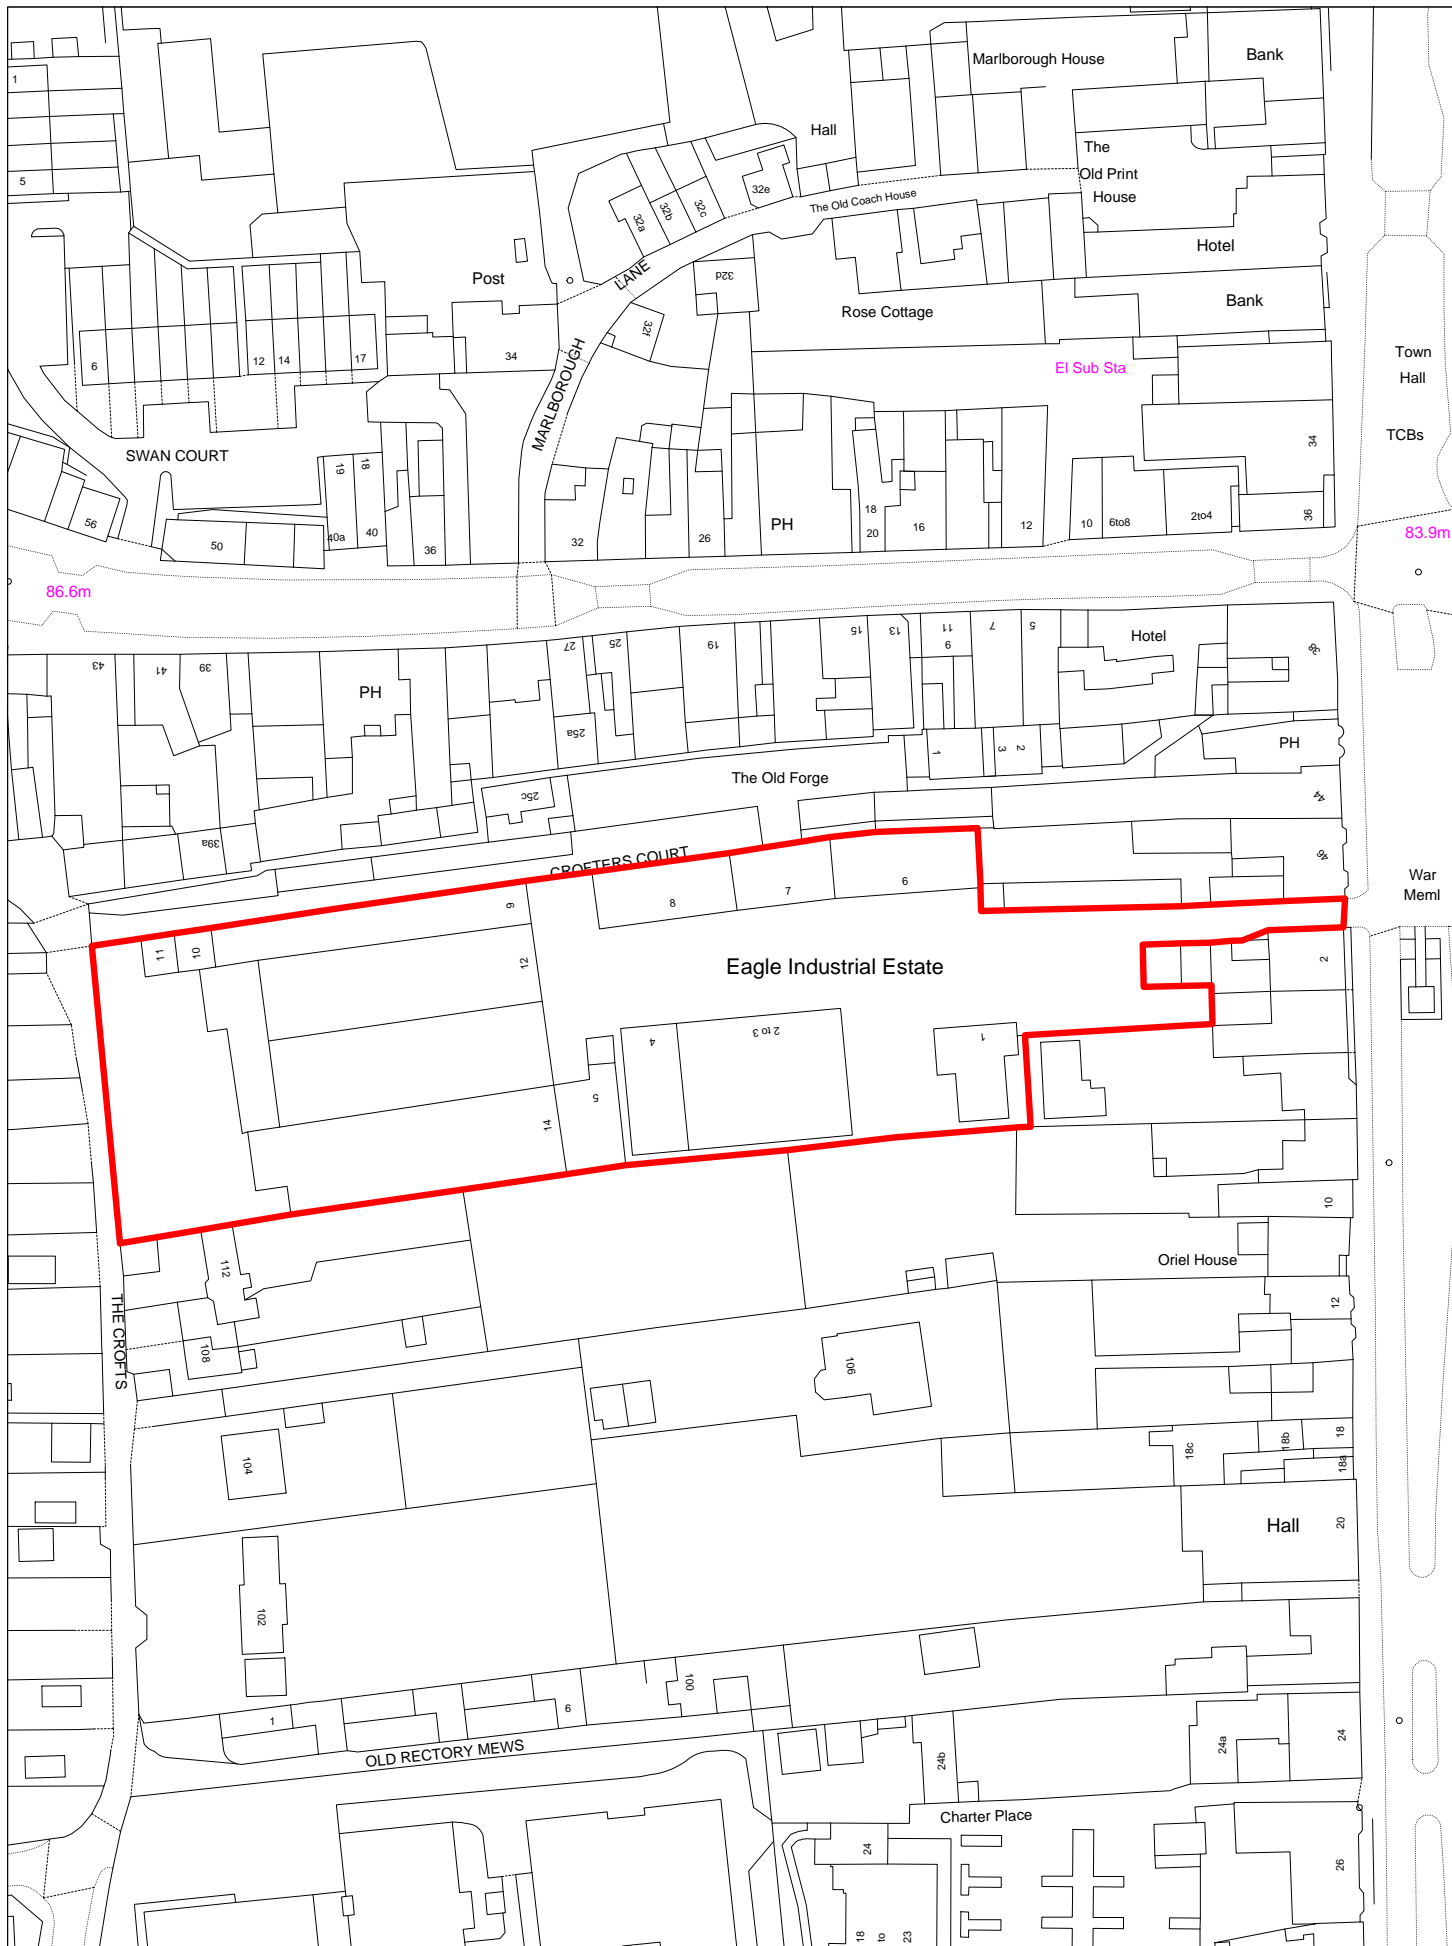 Marlborough House
Bank
1
Hall
The
Old Print
House
5
32e
32a
32b
32c
The Old Coach House
Hotel
Post
LANE
32d
Bank
Rose Cottage
32f
MARLBOROUGH
6
12
14
17
34
El Sub Sta
Town
Hall
TCBs
34
SWAN COURT
19
18
56
50
40a
40
36
32
26
PH
18
20
16
12
10
6to8
2to4
36
83.9m
86.6m
43
41
39
PH
27
25
19
15
13
11
9
7
5
Hotel
38
25a
1
3
2
PH
The Old Forge
25c
44
39a
CROFTERS COURT
46
War
Meml
9
8
7
6
11
10
12
Eagle Industrial Estate
2
4
2 to 3
1
5
14
10
112
Oriel House
THE CROFTS
12
108
106
104
18c
18b
18
18a
Hall
20
102
1
6
100
OLD RECTORY MEWS
24b
24a
24
Charter Place
24
26
18
to
23